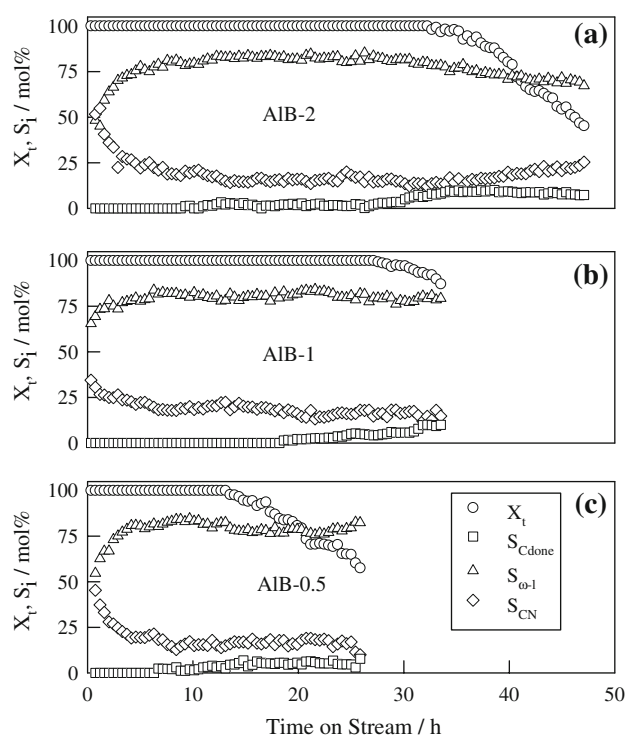 (a)
X_t, S_i / mol%
100
75
50
25
0
AlB-2
(b)
X_t, S_i / mol%
100
75
50
25
0
AlB-1
(c)
X_t, S_i / mol%
100
75
50
25
0
AlB-0.5
X_t
S_Cdone
S_ω-1
S_CN
0 10 20 30 40 50
Time on Stream / h